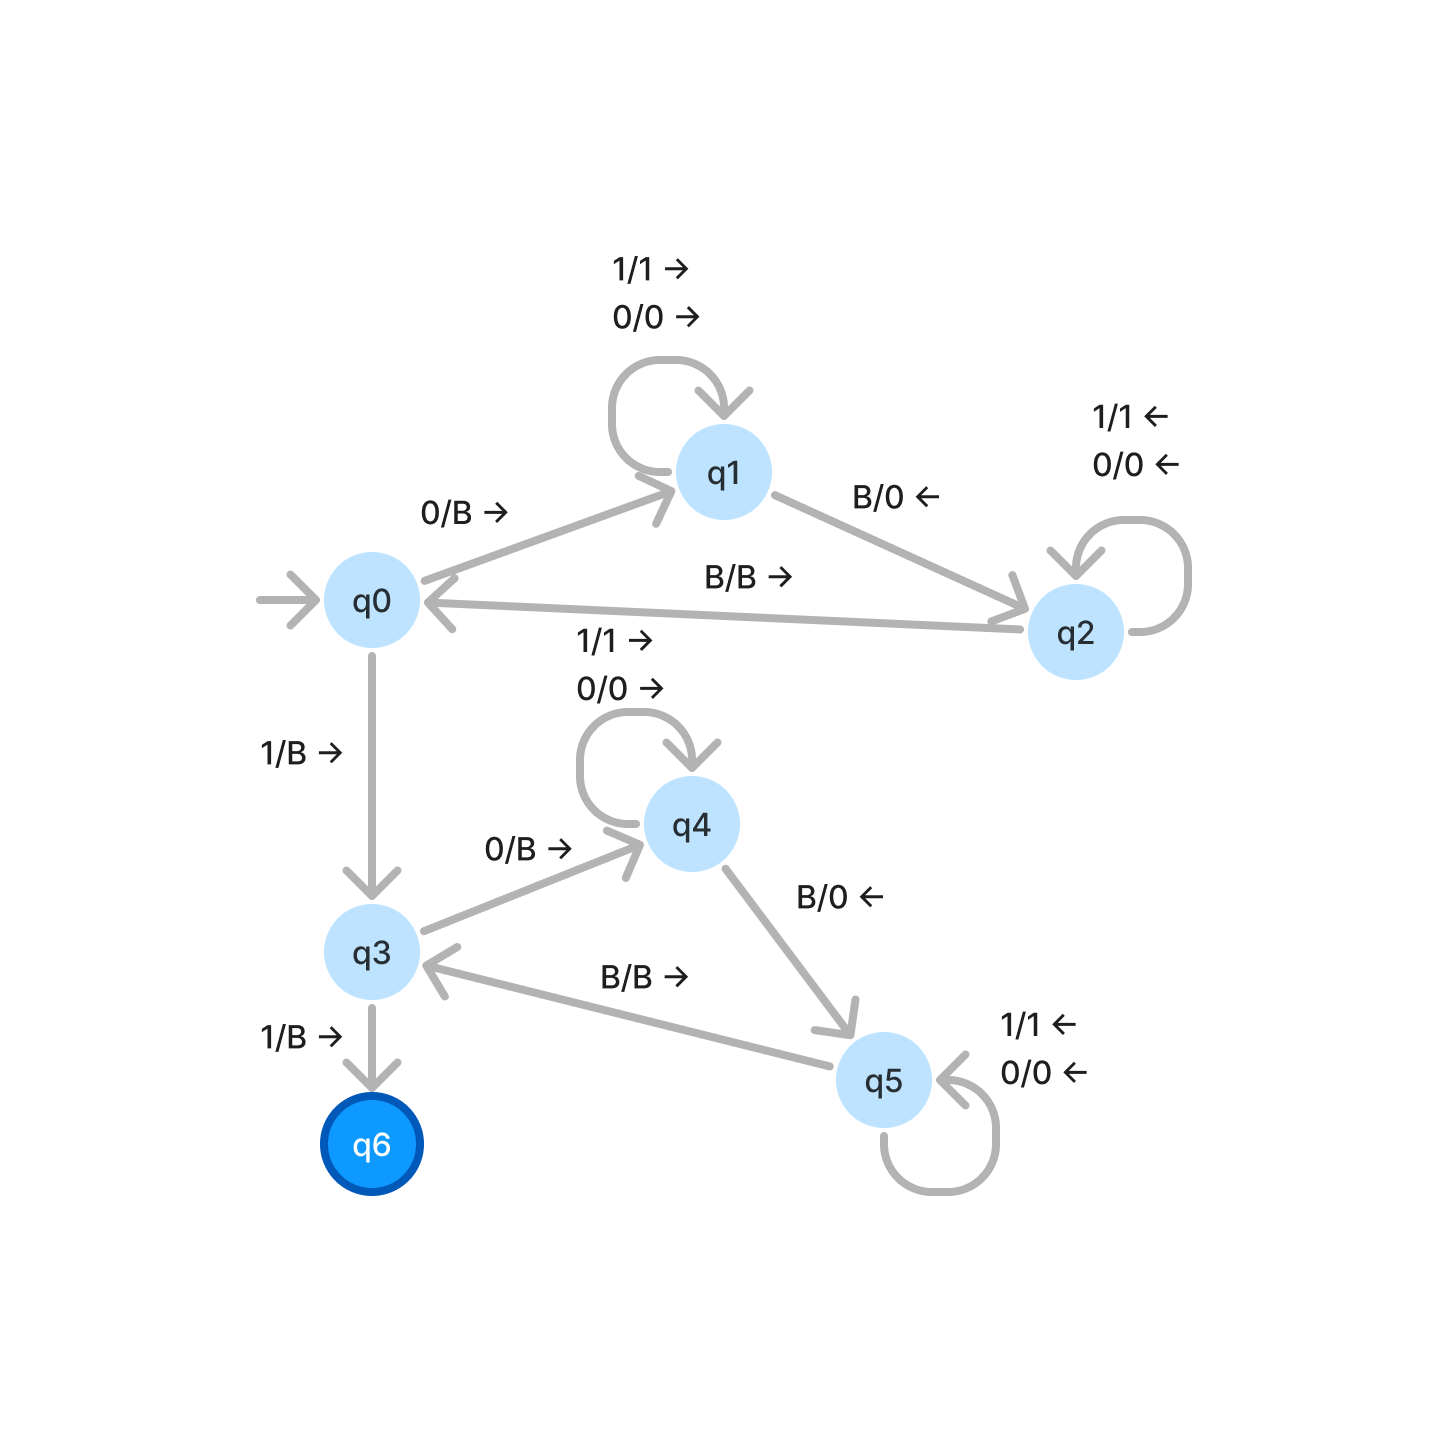 1/1 →
0/0 →
1/1 ←
0/0 ←
q1
B/0 ←
0/B →
B/B →
q0
q2
1/1 →
0/0 →
1/B →
q4
0/B →
B/0 ←
q3
B/B →
1/B →
1/1 ←
0/0 ←
q5
q6